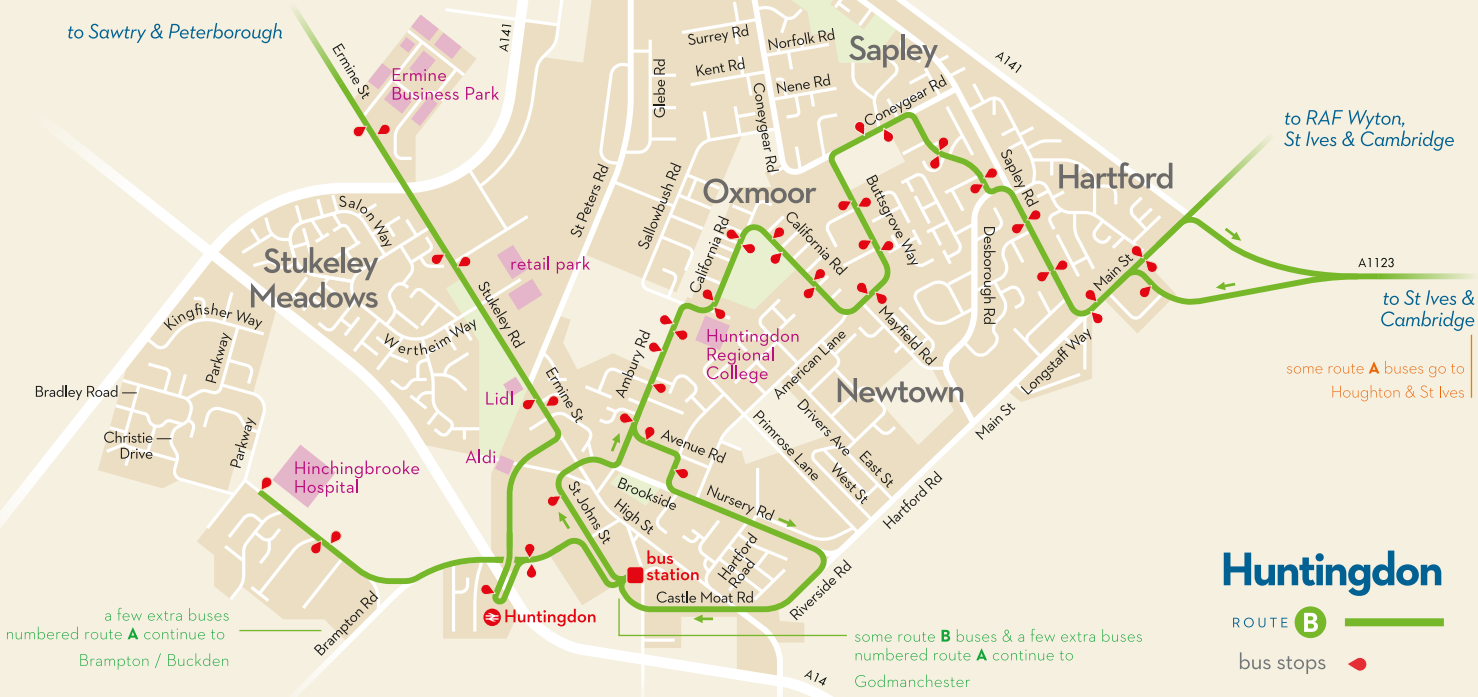 to Sawtry & Peterborough
Ermine St
A141
Ermine
Business Park
Surrey Rd
Norfolk Rd
Kent Rd
Nene Rd
Glebe Rd
Coneygear Rd
Sapley
A141
Coneygear Rd
to RAF Wyton,
St Ives & Cambridge
Sapley Rd
Hartford
Oxmoor
St Peters Rd
Sallowbush Rd
California Rd
California Rd
Buttsgrove Way
Desborough Rd
Main St
A1123
to St Ives &
Cambridge
some route A buses go to
Houghton & St Ives
Salon Way
Stukeley
Meadows
retail park
Stukeley Rd
Kingfisher Way
Wertheim Way
Parkway
Bradley Road
Christie
Drive
Parkway
Ermine St
Ambury Rd
Huntingdon
Regional
College
American Lane
Mayfield Rd
Newtown
Longstaff Way
Main St
Lidl
Aldi
Hinchingbrooke
Hospital
Avenue Rd
Primrose Lane
Drivers Ave
East St
West St
Hartford Rd
Brookside
Nursery Rd
High St
St Johns St
Hartford
Road
bus
station
Castle Moat Rd
Riverside Rd
Huntingdon
Brampton Rd
A14
a few extra buses
numbered route A continue to
Brampton / Buckden
some route B buses & a few extra buses
numbered route A continue to
Godmanchester
Huntingdon
ROUTE B
bus stops